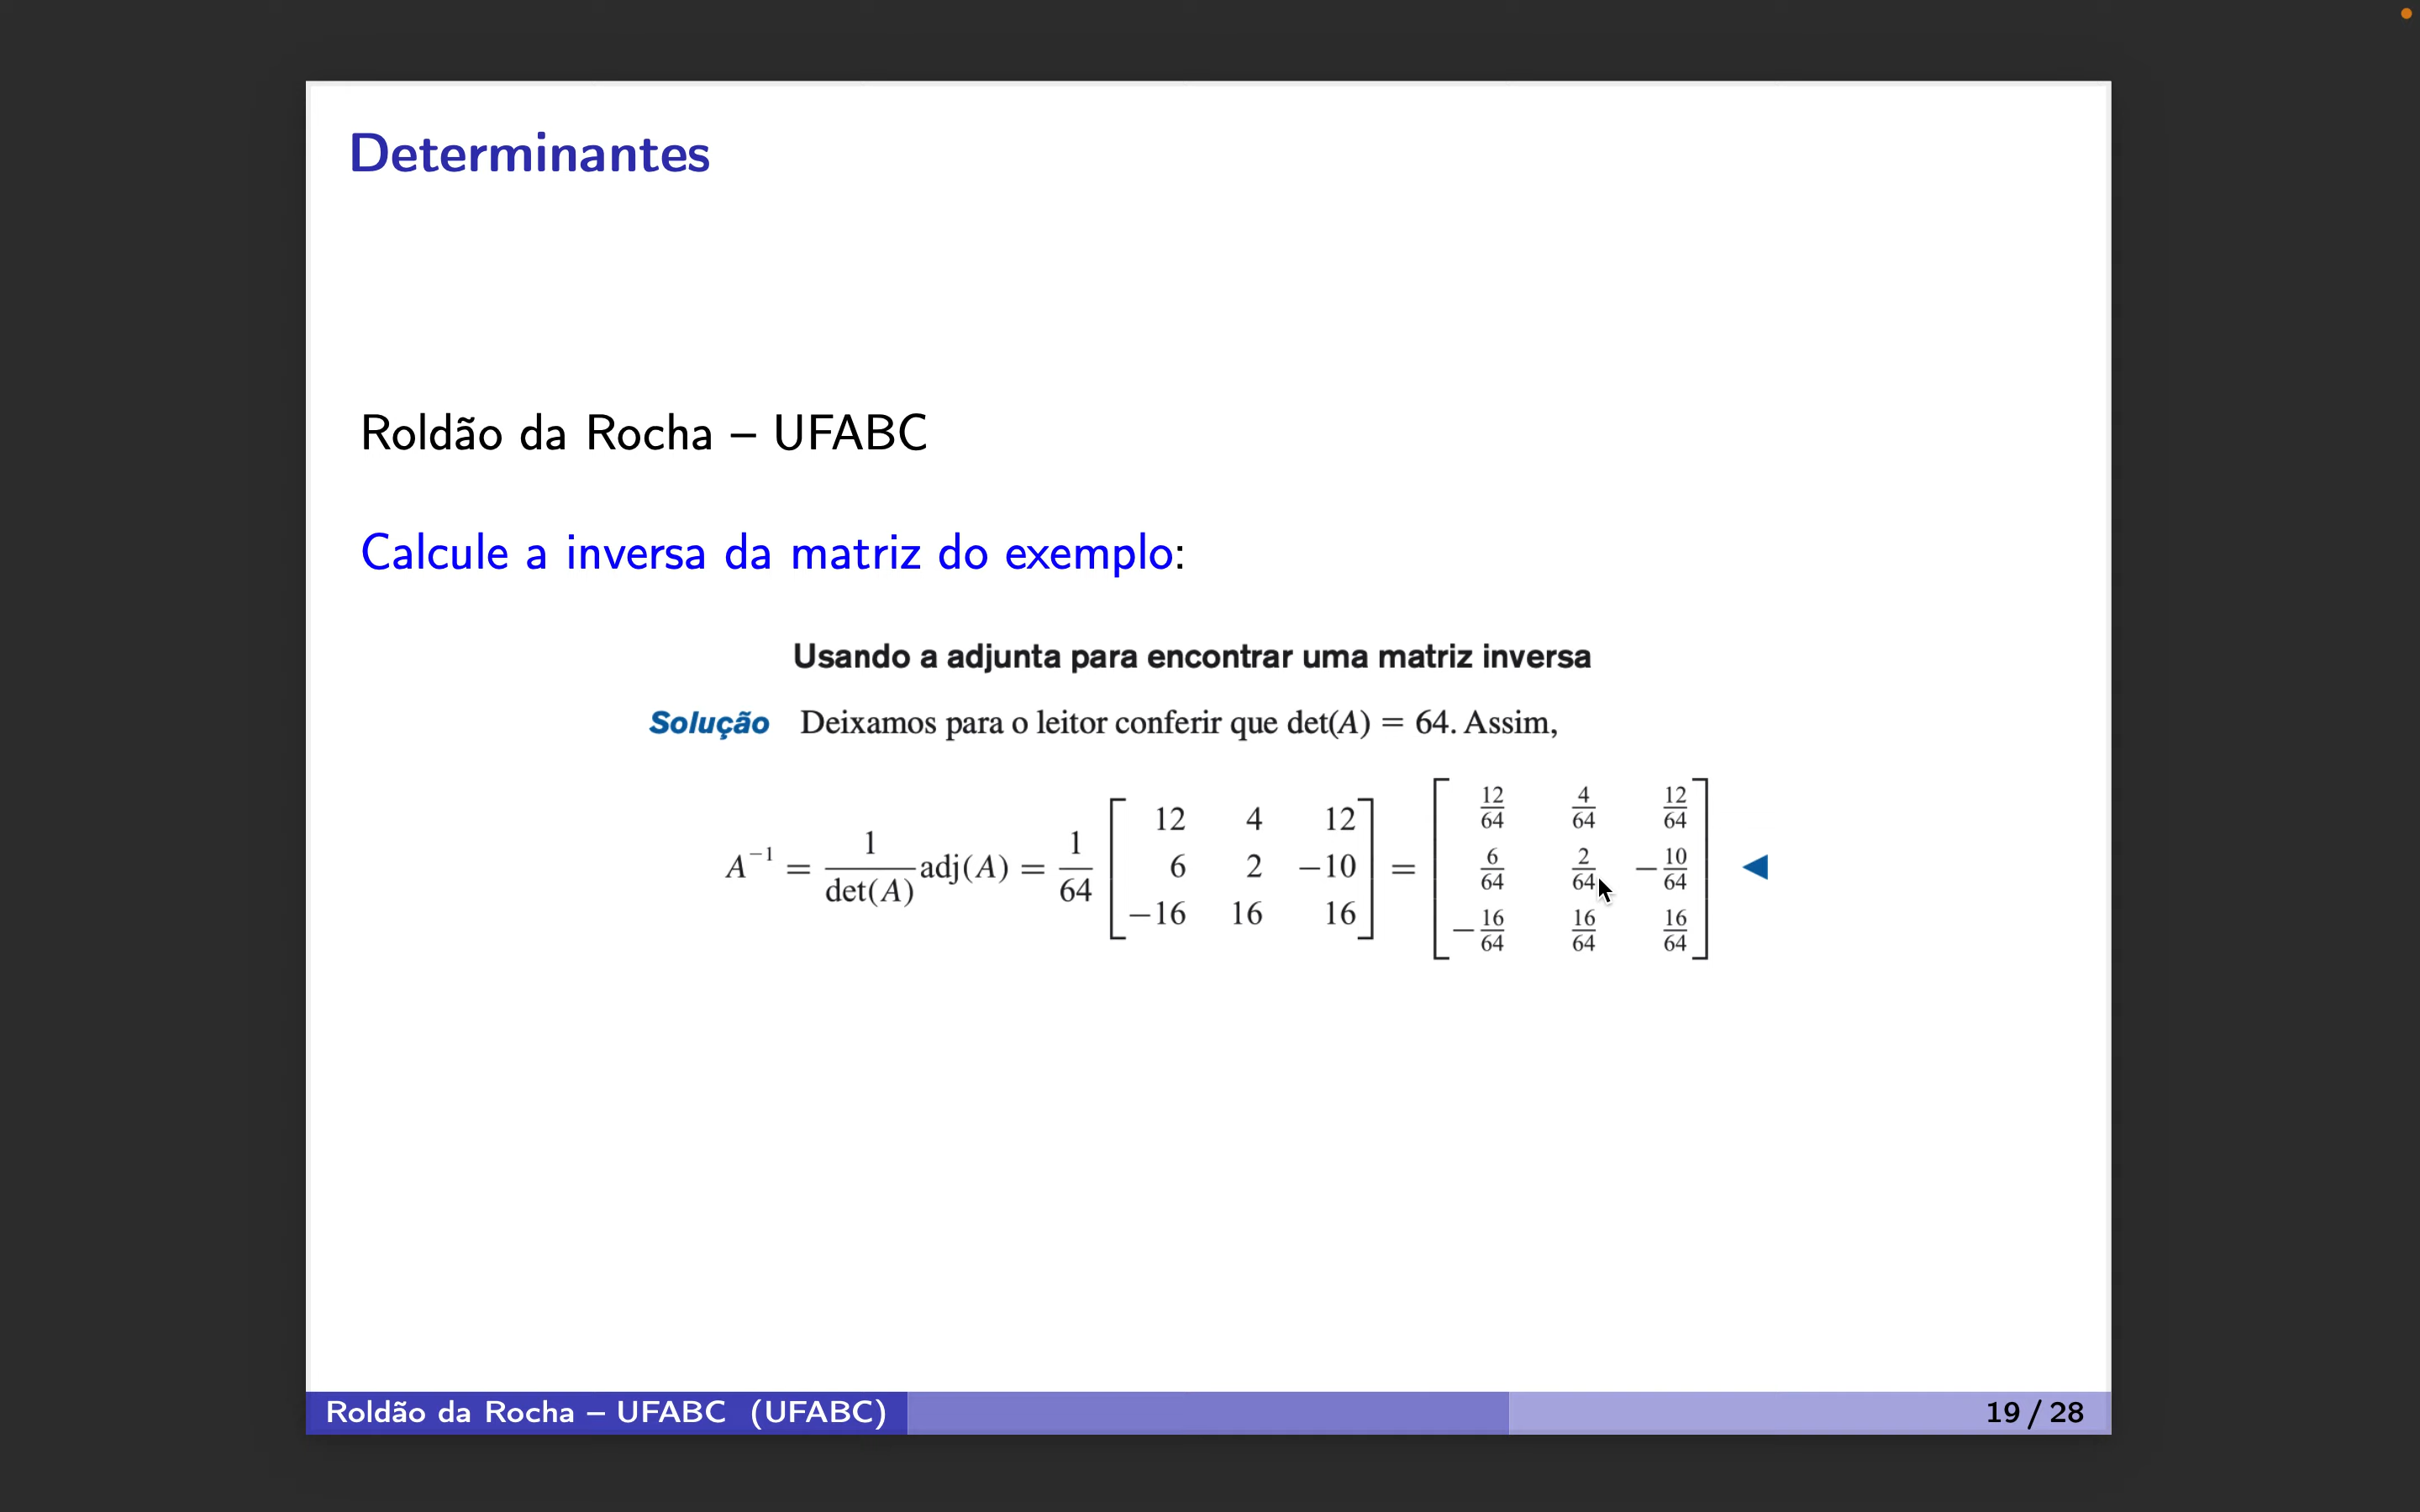 Determinantes
Roldão da Rocha – UFABC
Calcule a inversa da matriz do exemplo:
Usando a adjunta para encontrar uma matriz inversa
Solução Deixamos para o leitor conferir que det(A) = 64. Assim,
A⁻¹ = 1/det(A) adj(A) = 1/64 [12 4 12; 6 2 −10; −16 16 16] = [12/64 4/64 12/64; 6/64 2/64 −10/64; −16/64 16/64 16/64] ◀
Roldão da Rocha – UFABC (UFABC) 19 / 28